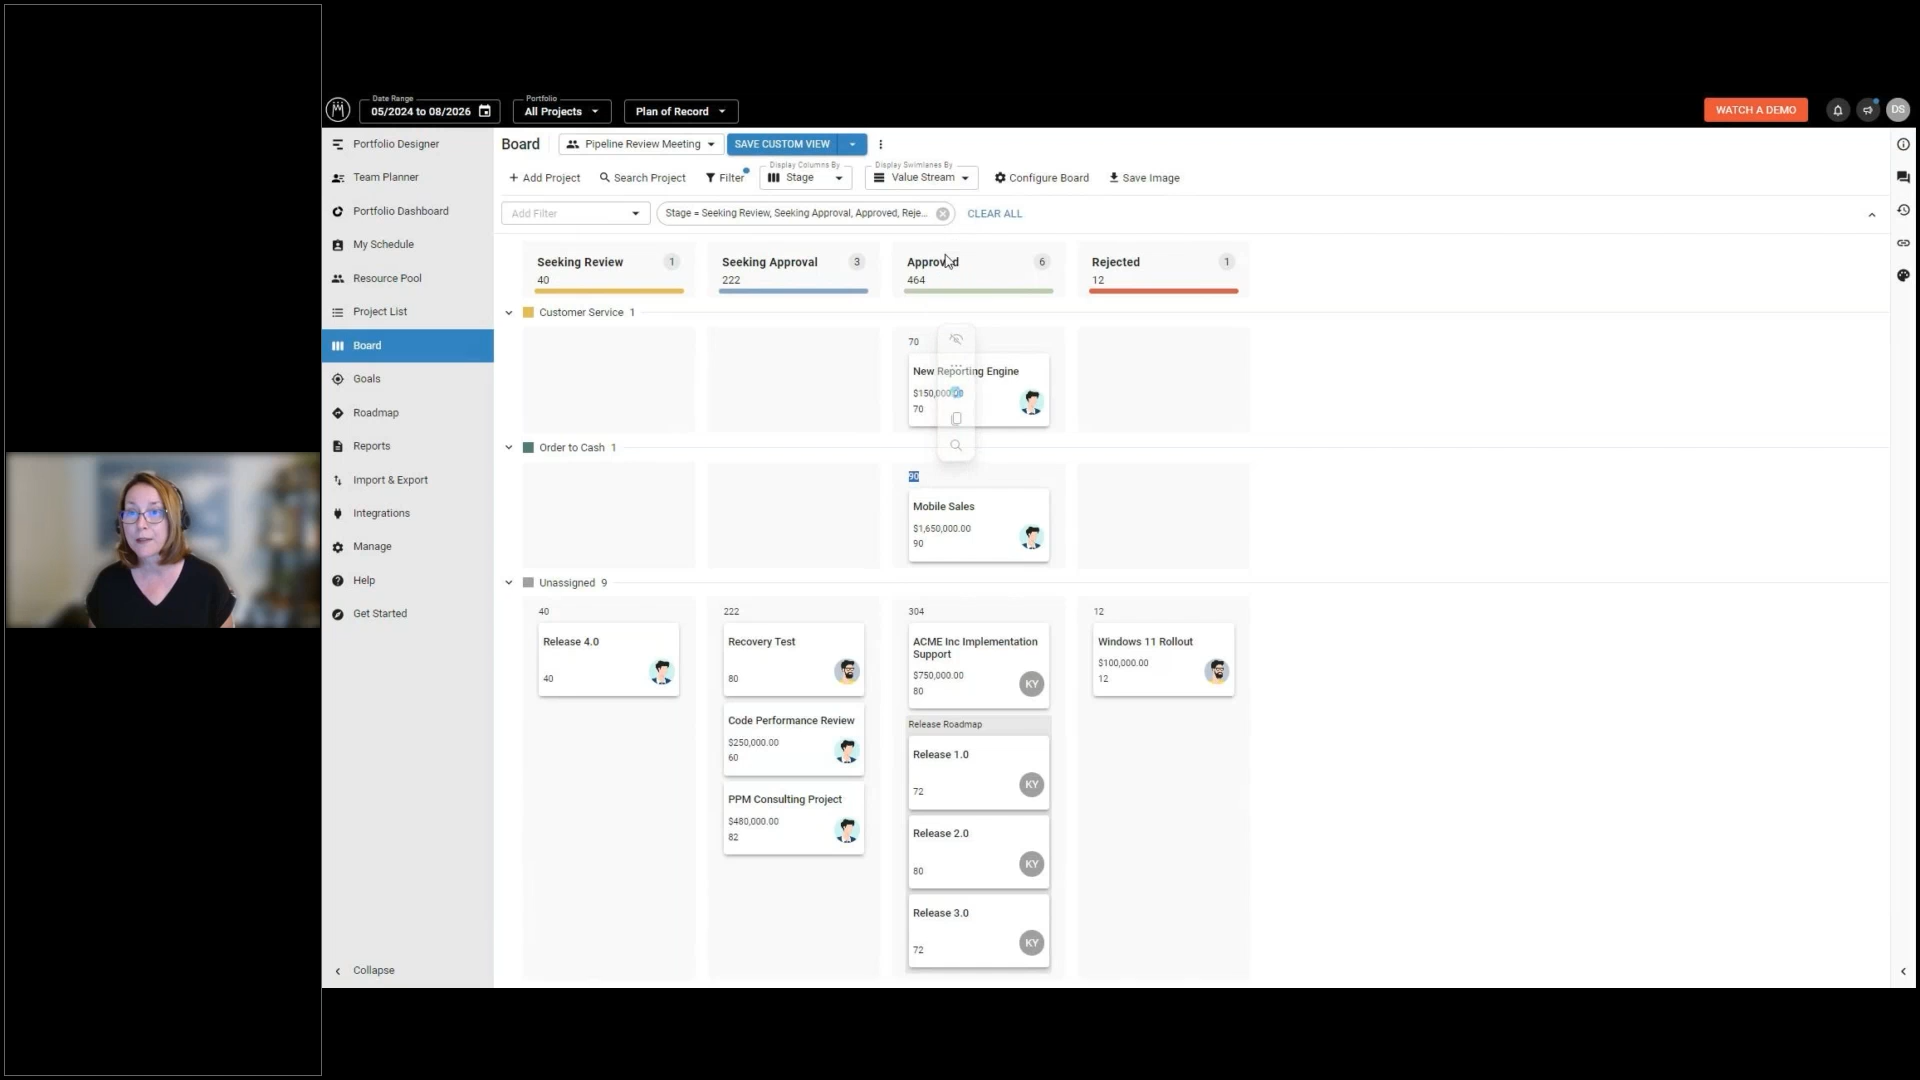 Date Range
05/2024 to 08/2026
Portfolio
All Projects
Plan of Record
WATCH A DEMO
DS
Portfolio Designer
Team Planner
Portfolio Dashboard
My Schedule
Resource Pool
Project List
Board
Goals
Roadmap
Reports
Import & Export
Integrations
Manage
Help
Get Started
Collapse
Board
Pipeline Review Meeting
SAVE CUSTOM VIEW
Add Project
Search Project
Filter
Display Columns By
Stage
Display Swimlanes By
Value Stream
Configure Board
Save Image
Add Filter
Stage = Seeking Review, Seeking Approval, Approved, Reje...
CLEAR ALL
Seeking Review 1
40
Seeking Approval 3
222
Approved 6
464
Rejected 1
12
Customer Service 1
70
New Reporting Engine
$150,000.00
70
Order to Cash 1
90
Mobile Sales
$1,650,000.00
90
Unassigned 9
40
Release 4.0
40
222
Recovery Test
80
Code Performance Review
$250,000.00
60
PPM Consulting Project
$480,000.00
82
304
ACME Inc Implementation
Support
$750,000.00
80
KY
Release Roadmap
Release 1.0
KY
72
Release 2.0
KY
80
Release 3.0
KY
72
12
Windows 11 Rollout
$100,000.00
12